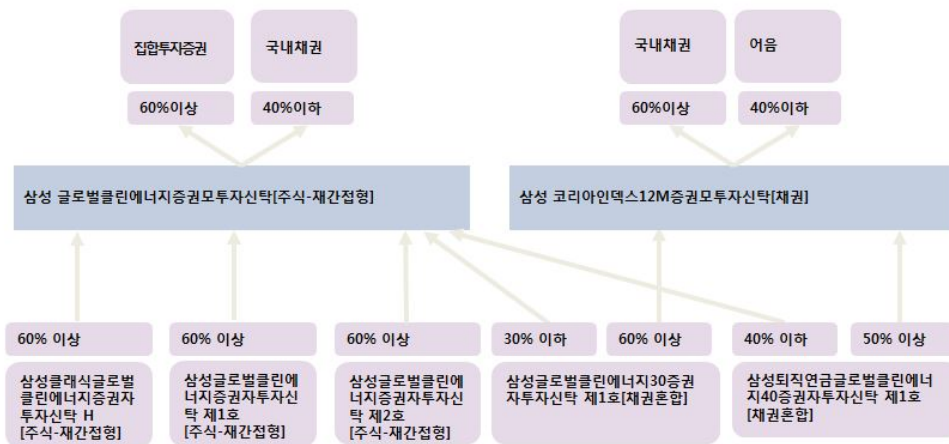 집합투자증권
국내채권
국내채권
어음
60%이상
40%이하
60%이상
40%이하
삼성 글로벌클린에너지증권모투자신탁[주식-재간접형]
삼성 코리아인덱스12M증권모투자신탁[채권]
60% 이상
60% 이상
60% 이상
30% 이하
60% 이상
40% 이하
50% 이상
삼성클래식글로벌
클린에너지증권자
투자신탁 H
[주식-재간접형]
삼성글로벌클린에
너지증권자투자신
탁 제1호
[주식-재간접형]
삼성글로벌클린에
너지증권자투자신
탁 제2호
[주식-재간접형]
삼성글로벌클린에너지30증권
자투자신탁 제1호[채권혼합]
삼성퇴직연금글로벌클린에너
지40증권자투자신탁 제1호
[채권혼합]